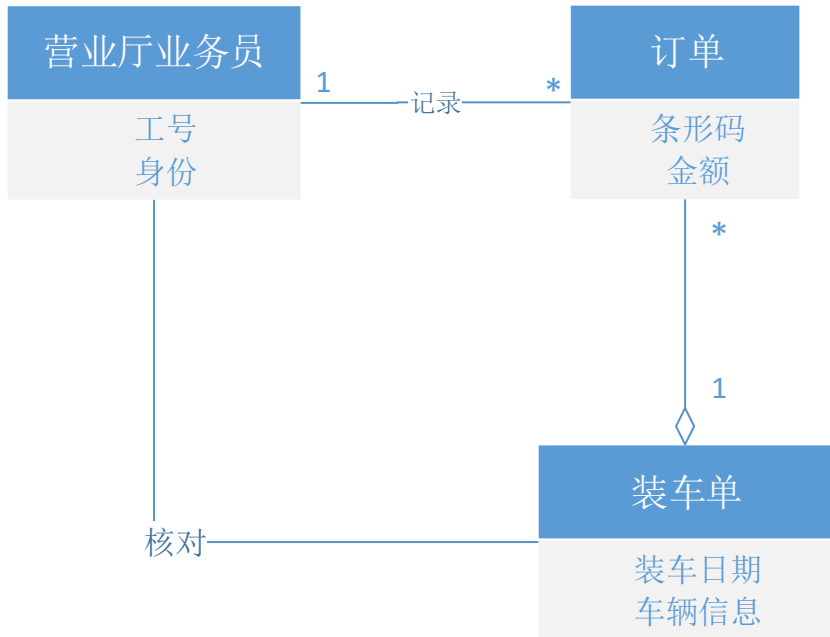 营业厅业务员
工号
身份
1
记录
*
订单
条形码
金额
*
1
核对
装车单
装车日期
车辆信息